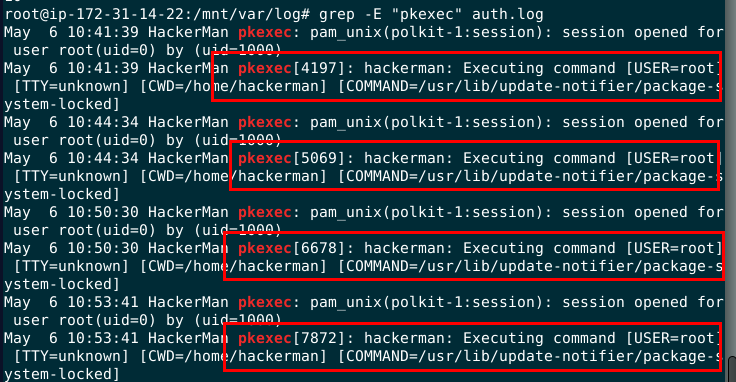 root@ip-172-31-14-22:/mnt/var/log# grep -E "pkexec" auth.log
May  6 10:41:39 HackerMan pkexec: pam_unix(polkit-1:session): session opened for
 user root(uid=0) by (uid=1000)
May  6 10:41:39 HackerMan pkexec[4197]: hackerman: Executing command [USER=root]
 [TTY=unknown] [CWD=/home/hackerman] [COMMAND=/usr/lib/update-notifier/package-s
ystem-locked]
May  6 10:44:34 HackerMan pkexec: pam_unix(polkit-1:session): session opened for
 user root(uid=0) by (uid=1000)
May  6 10:44:34 HackerMan pkexec[5069]: hackerman: Executing command [USER=root]
 [TTY=unknown] [CWD=/home/hackerman] [COMMAND=/usr/lib/update-notifier/package-s
ystem-locked]
May  6 10:50:30 HackerMan pkexec: pam_unix(polkit-1:session): session opened for
 user root(uid=0) by (uid=1000)
May  6 10:50:30 HackerMan pkexec[6678]: hackerman: Executing command [USER=root]
 [TTY=unknown] [CWD=/home/hackerman] [COMMAND=/usr/lib/update-notifier/package-s
ystem-locked]
May  6 10:53:41 HackerMan pkexec: pam_unix(polkit-1:session): session opened for
 user root(uid=0) by (uid=1000)
May  6 10:53:41 HackerMan pkexec[7872]: hackerman: Executing command [USER=root]
 [TTY=unknown] [CWD=/home/hackerman] [COMMAND=/usr/lib/update-notifier/package-s
ystem-locked]